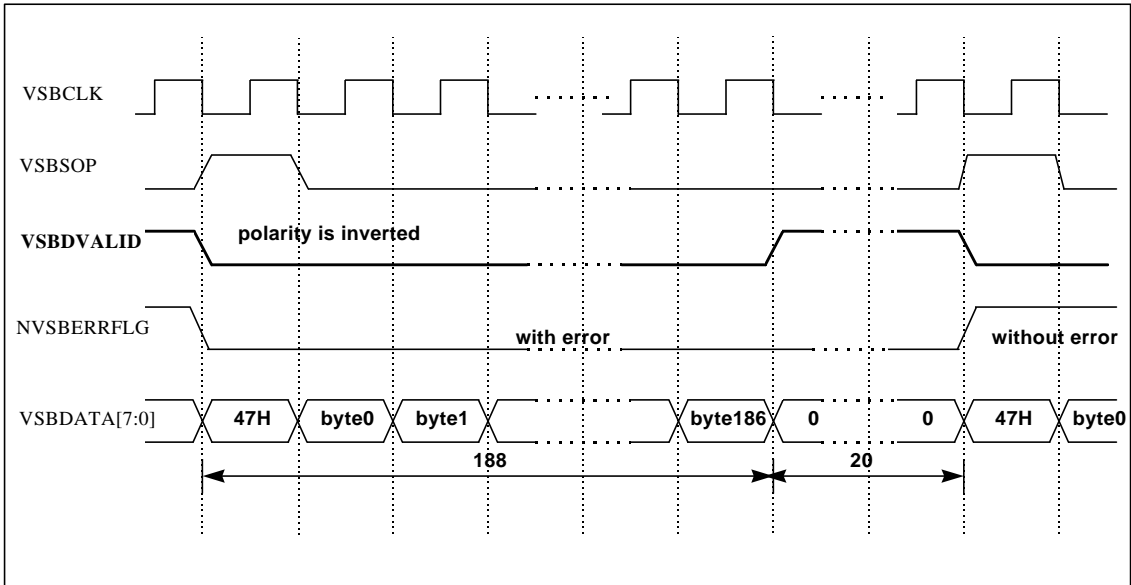 VSBCLK
VSBSOP
VSBDVALID
polarity is inverted
NVSBERRFLG
with error
without error
VSBDATA[7:0]
47H
byte0
byte1
byte186
0
0
47H
byte0
188
20